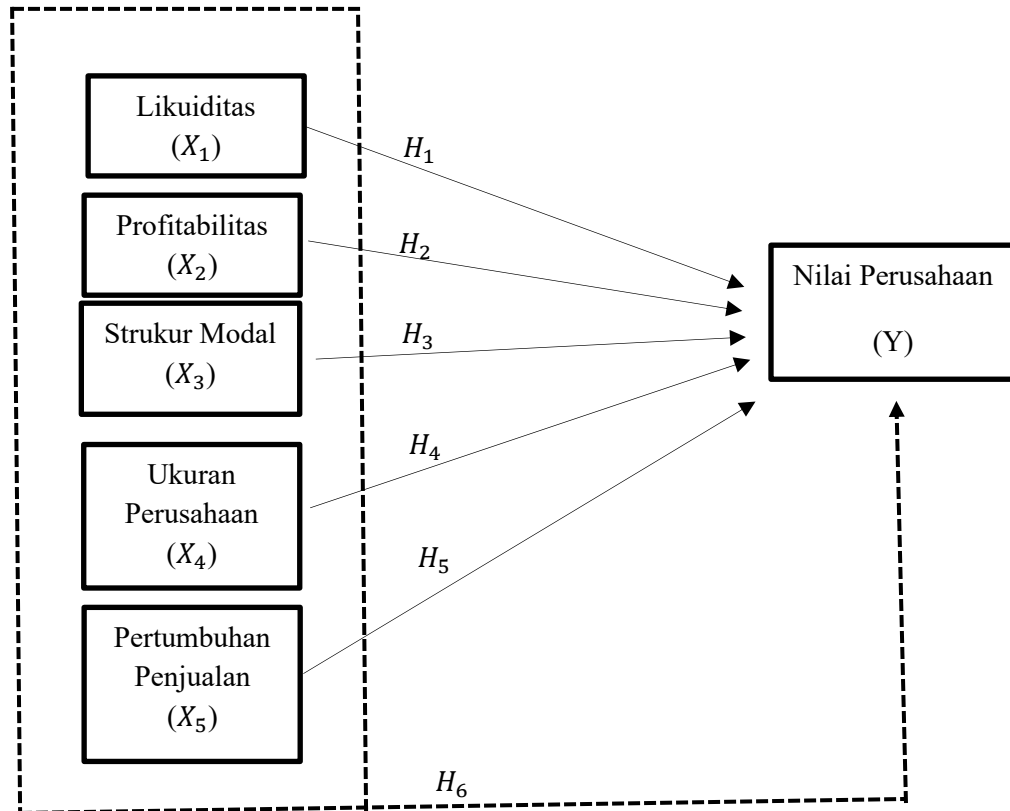 Likuiditas
(𝑋₁)
𝐻₁
Profitabilitas
(𝑋₂)
𝐻₂
Strukur Modal
(𝑋₃)
𝐻₃
Nilai Perusahaan
(Y)
Ukuran
Perusahaan
(𝑋₄)
𝐻₄
Pertumbuhan
Penjualan
(𝑋₅)
𝐻₅
𝐻₆